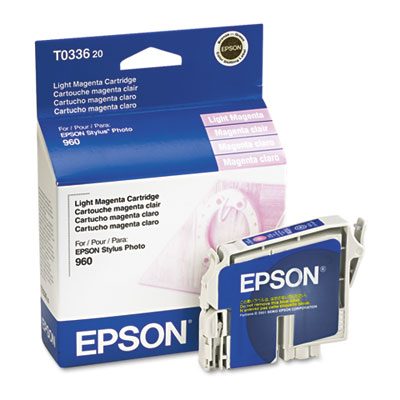 T0336 20
EPSON
Light Magenta Cartridge
Cartouche magenta clair
Cartucho magenta claro
For / Pour / Para:
EPSON Stylus® Photo
960
Light Magenta
Magenta clair
Magenta claro
Light Magenta Cartridge
Cartouche magenta clair
Cartucho magenta claro
For / Pour / Para:
EPSON Stylus Photo
960
EPSON®
EPSON®